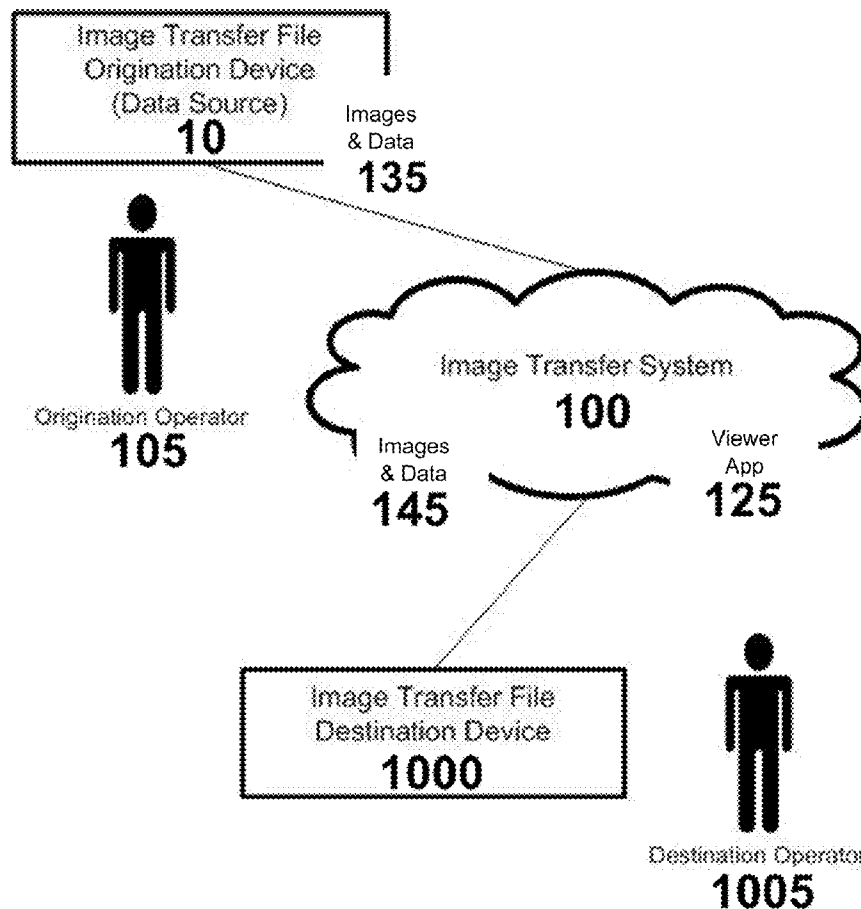 Image Transfer File
Origination Device
(Data Source)
10
Images
& Data
135
Origination Operator
105
Image Transfer System
100
Images
& Data
145
Viewer
App
125
Image Transfer File
Destination Device
1000
Destination Operator
1005